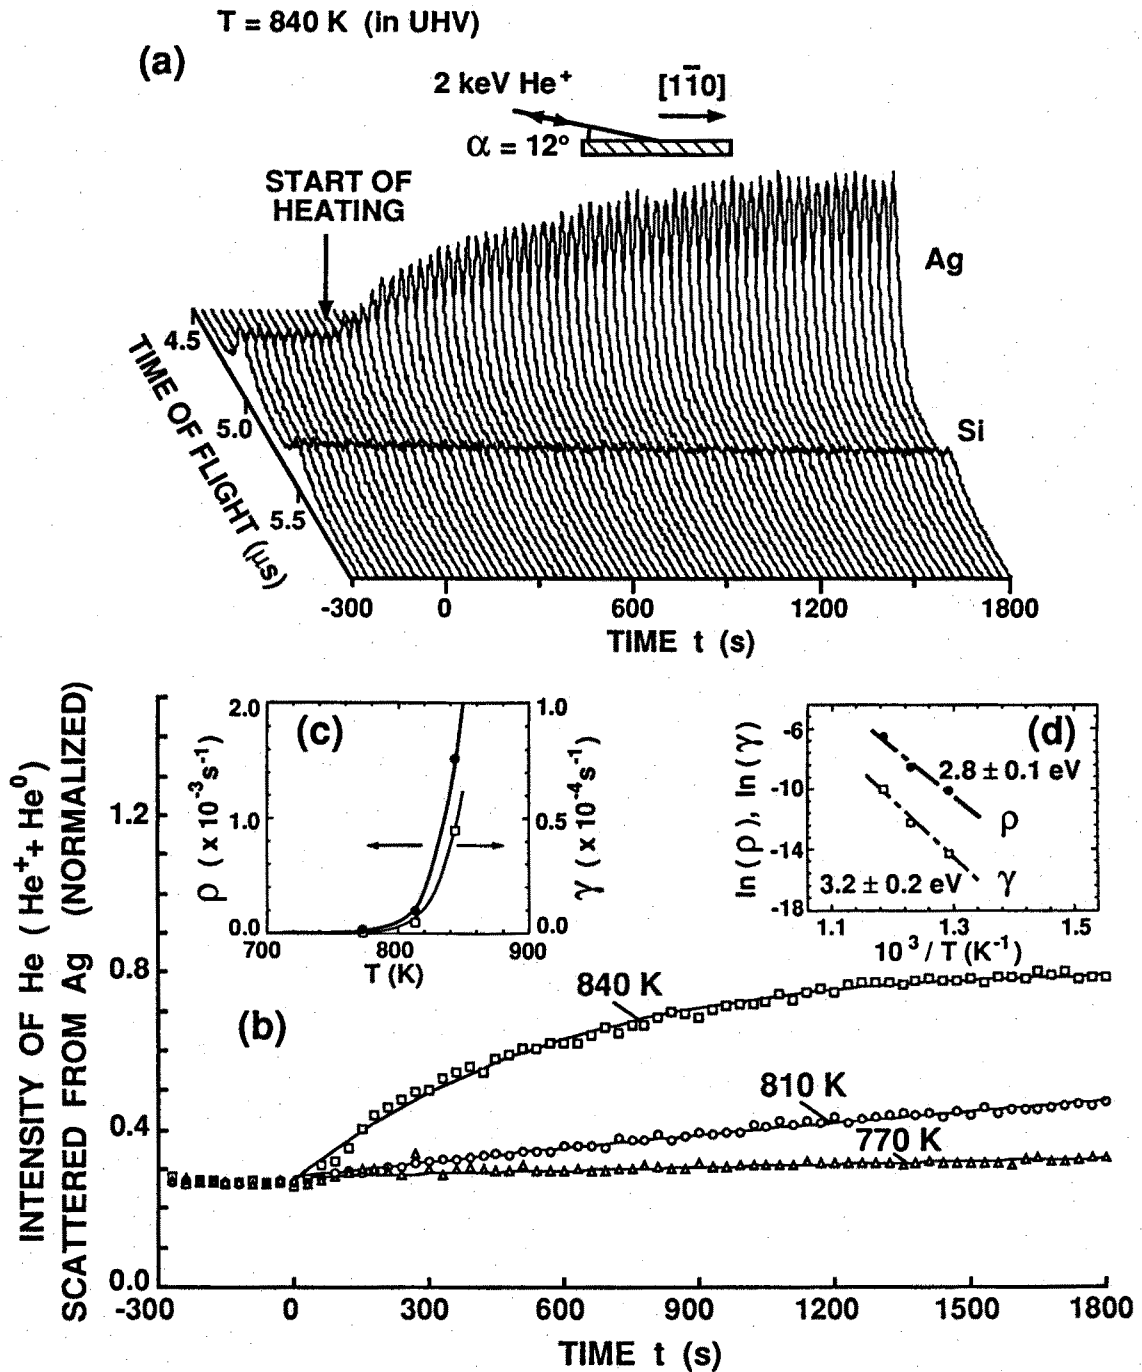 T = 840 K (in UHV)
(a)
2 keV He⁺
[11̄0]
α = 12°
START OF
HEATING
Ag
Si
4.5
5.0
5.5
TIME OF FLIGHT (μs)
-300 0 600 1200 1800
TIME t (s)
INTENSITY OF He (He⁺ + He⁰)
SCATTERED FROM Ag (NORMALIZED)
1.2
0.8
0.4
0.0
(c)
2.0
1.0
0.0
ρ ( x 10⁻³s⁻¹)
1.0
0.5
0.0
γ ( x 10⁻⁴s⁻¹)
700 800 900
T (K)
(d)
ln (ρ), ln (γ)
-6
-10
-14
-18
2.8 ± 0.1 eV
ρ
3.2 ± 0.2 eV
γ
1.1 1.3 1.5
10³ / T (K⁻¹)
(b)
840 K
810 K
770 K
-300 0 300 600 900 1200 1500 1800
TIME t (s)